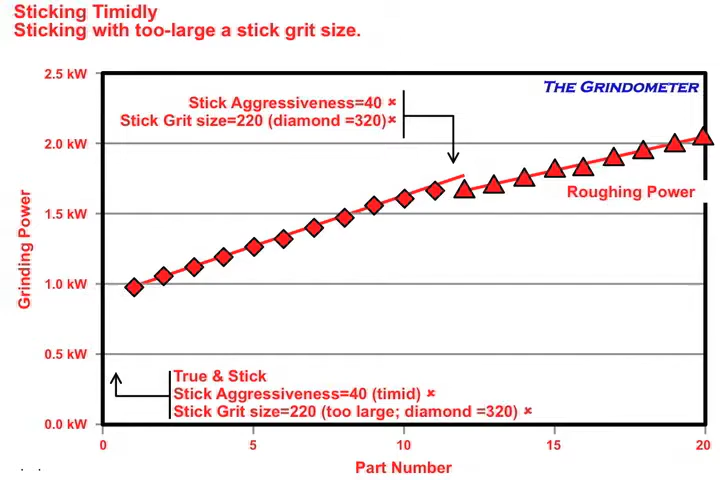 Sticking Timidly
Sticking with too-large a stick grit size.
2.5 kW
THE GRINDOMETER
Stick Aggressiveness=40 ×
Stick Grit size=220 (diamond =320)×
2.0 kW
Roughing Power
1.5 kW
Grinding Power
1.0 kW
0.5 kW
True & Stick
Stick Aggressiveness=40 (timid) ×
Stick Grit size=220 (too large; diamond =320) ×
0.0 kW
0 5 10 15 20
Part Number